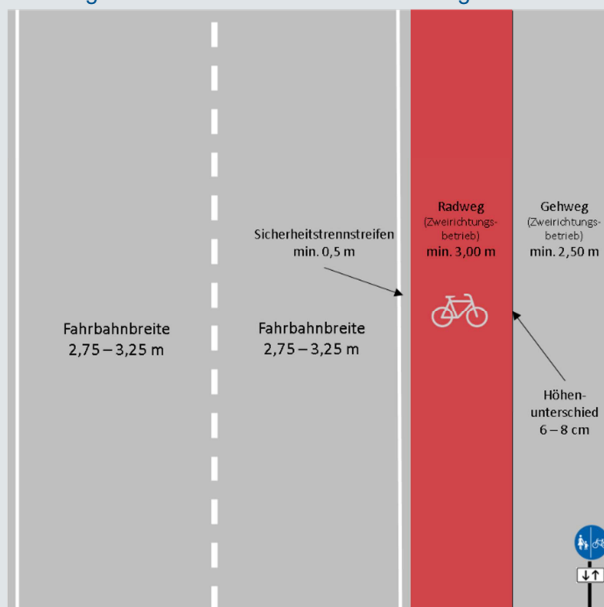 Radweg
(Zweirichtungs-
betrieb)
min. 3,00 m
Gehweg
(Zweirichtungs-
betrieb)
min. 2,50 m
Sicherheitstrennstreifen
min. 0,5 m
Fahrbahnbreite
2,75 – 3,25 m
Fahrbahnbreite
2,75 – 3,25 m
Höhen-
unterschied
6 – 8 cm